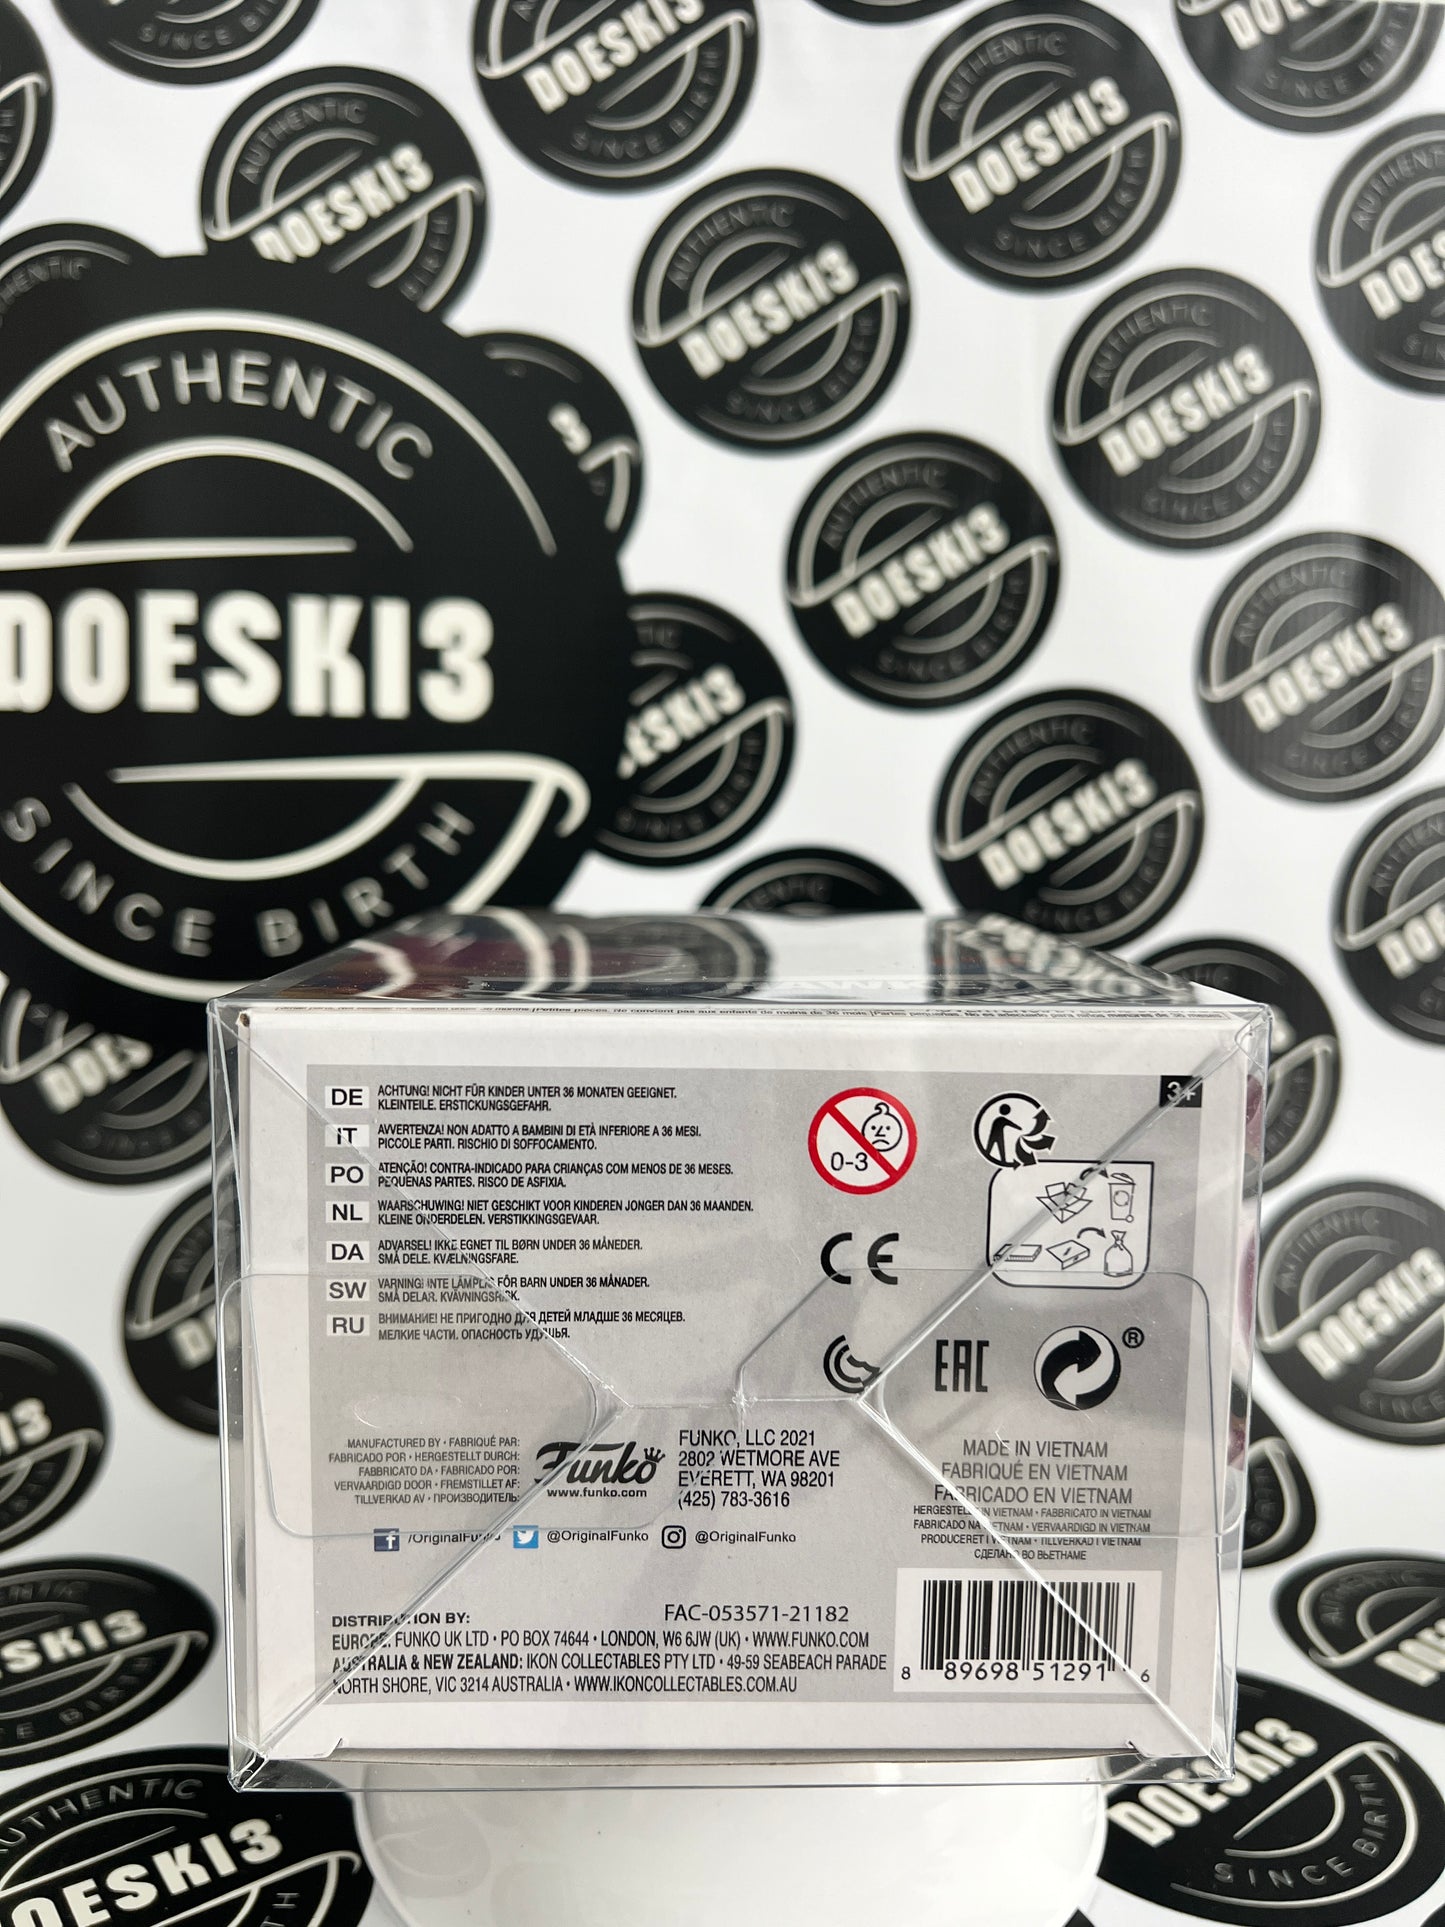 AUTHENTIC
DOESKI3
SINCE BIRTH
HAWKEYE
3+
DE
ACHTUNG! NICHT FÜR KINDER UNTER 36 MONATEN GEEIGNET.
KLEINTEILE. ERSTICKUNGSGEFAHR.
IT
AVVERTENZA! NON ADATTO A BAMBINI DI ETÀ INFERIORE A 36 MESI.
PICCOLE PARTI. RISCHIO DI SOFFOCAMENTO.
PO
ATENÇÃO! CONTRA-INDICADO PARA CRIANÇAS COM MENOS DE 36 MESES.
PEQUENAS PARTES. RISCO DE ASFIXIA.
NL
WAARSCHUWING! NIET GESCHIKT VOOR KINDEREN JONGER DAN 36 MAANDEN.
KLEINE ONDERDELEN. VERSTIKKINGSGEVAAR.
DA
ADVARSEL! IKKE EGNET TIL BØRN UNDER 36 MÅNEDER.
SMÅ DELE. KVÆLNINGSFARE.
SW
VARNING! INTE LÄMPLIG FÖR BARN UNDER 36 MÅNADER.
SMÅ DELAR. KVÄVNINGSRISK.
RU
ВНИМАНИЕ! НЕ ПРИГОДНО ДЛЯ ДЕТЕЙ МЛАДШЕ 36 МЕСЯЦЕВ.
МЕЛКИЕ ЧАСТИ. ОПАСНОСТЬ УДУШЬЯ.
0-3
CE
EAC
®
MANUFACTURED BY • FABRIQUÉ PAR:
FABRICADO POR • HERGESTELLT DURCH:
FABBRICATO DA • FABRICADO POR:
VERVAARDIGD DOOR • FREMSTILLET AF:
TILLVERKAD AV • ПРОИЗВОДИТЕЛЬ:
Funko
www.funko.com
FUNKO, LLC 2021
2802 WETMORE AVE
EVERETT, WA 98201
(425) 783-3616
/OriginalFunko @OriginalFunko @OriginalFunko
MADE IN VIETNAM
FABRIQUÉ EN VIETNAM
FABRICADO EN VIETNAM
HERGESTELLT IN VIETNAM • FABBRICATO IN VIETNAM
FABRICADO NA VIETNAM • VERVAARDIGD IN VIETNAM
PRODUCERET I VIETNAM • TILLVERKAD I VIETNAM
СДЕЛАНО ВО ВЬЕТНАМЕ
DISTRIBUTION BY:
FAC-053571-21182
EUROPE: FUNKO UK LTD • PO BOX 74644 • LONDON, W6 6JW (UK) • WWW.FUNKO.COM
AUSTRALIA & NEW ZEALAND: IKON COLLECTABLES PTY LTD • 49-59 SEABEACH PARADE
NORTH SHORE, VIC 3214 AUSTRALIA • WWW.IKONCOLLECTABLES.COM.AU
8 89698 51291 6